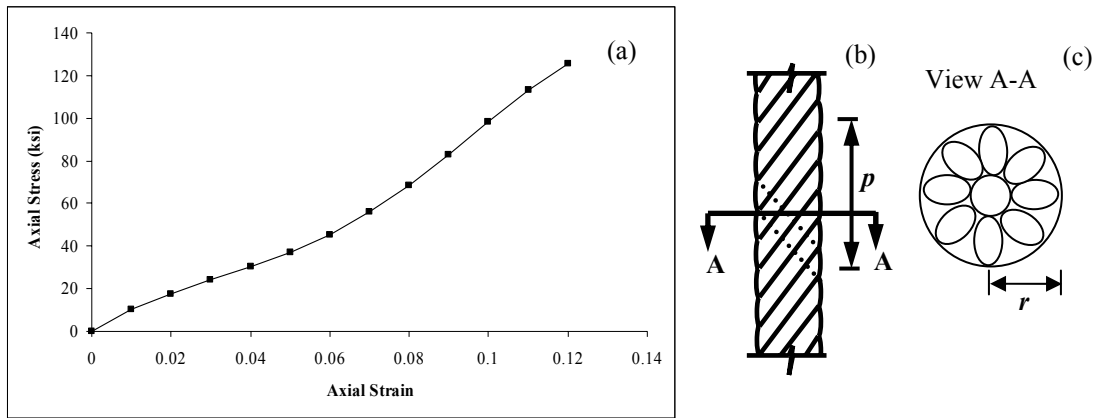 140
120
100
80
60
40
20
0
Axial Stress (ksi)
0 0.02 0.04 0.06 0.08 0.1 0.12 0.14
Axial Strain
(a)
(b)
p
A A
(c)
View A-A
r